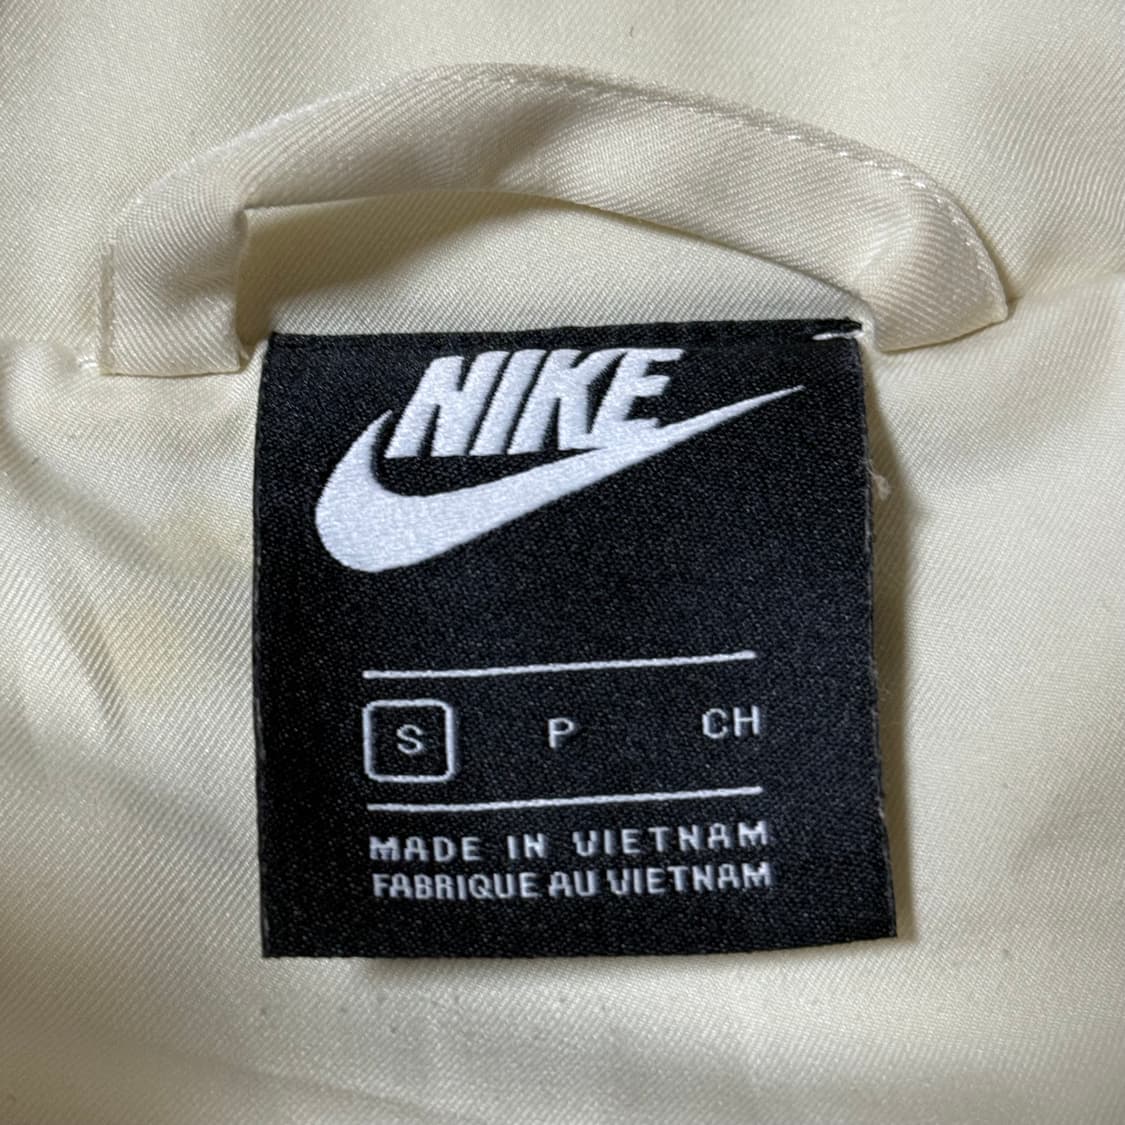 NIKE
S P CH
MADE IN VIETNAM
FABRIQUE AU VIETNAM